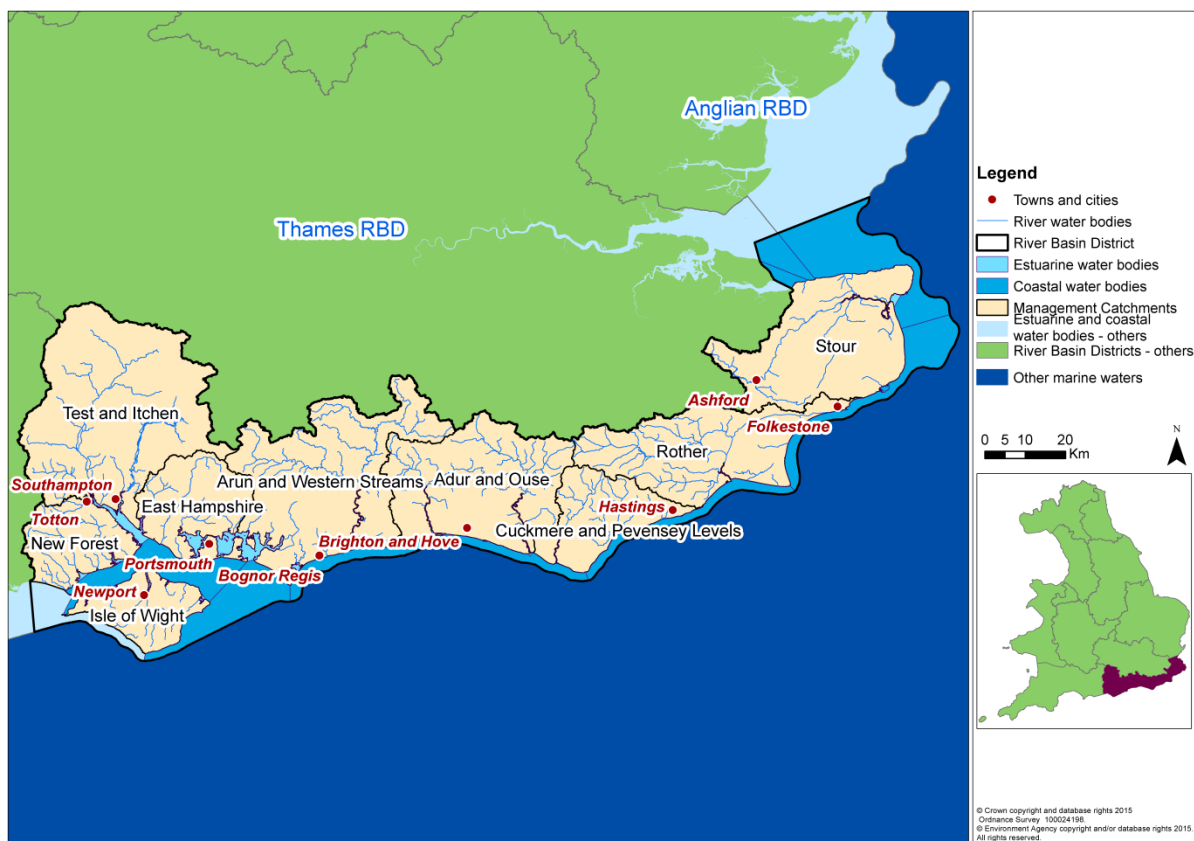 Anglian RBD
Thames RBD
Stour
Ashford
Folkestone
Test and Itchen
Rother
Southampton
East Hampshire
Arun and Western Streams
Adur and Ouse
Totton
Hastings
New Forest
Cuckmere and Pevensey Levels
Brighton and Hove
Portsmouth
Bognor Regis
Newport
Isle of Wight
Legend
Towns and cities
River water bodies
River Basin District
Estuarine water bodies
Coastal water bodies
Management Catchments
Estuarine and coastal
water bodies - others
River Basin Districts - others
Other marine waters
0 5 10 20
Km
N
© Crown copyright and database rights 2015
Ordnance Survey 100024198.
© Environment Agency copyright and/or database rights 2015.
All rights reserved.